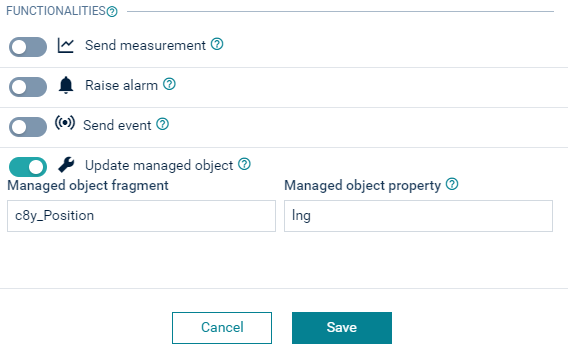 FUNCTIONALITIES
Send measurement
Raise alarm
Send event
Update managed object
Managed object fragment Managed object property
c8y_Position lng
Cancel Save